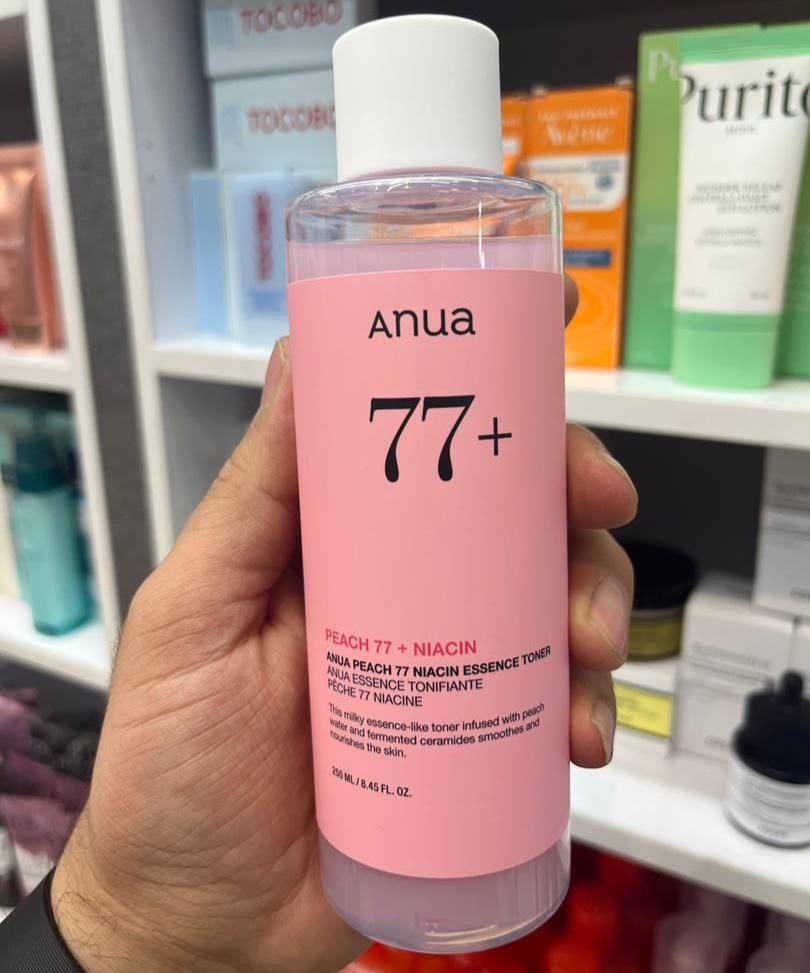 TOCOBO
TOCOBO
TOCOBO
Avène
Purito
Anua
77+
PEACH 77 + NIACIN
ANUA PEACH 77 NIACIN ESSENCE TONER
ANUA ESSENCE TONIFIANTE
PÊCHE 77 NIACINE
This milky essence-like toner infused with peach
water and fermented ceramides smoothes and
nourishes the skin.
250 ML / 8.45 FL. OZ.